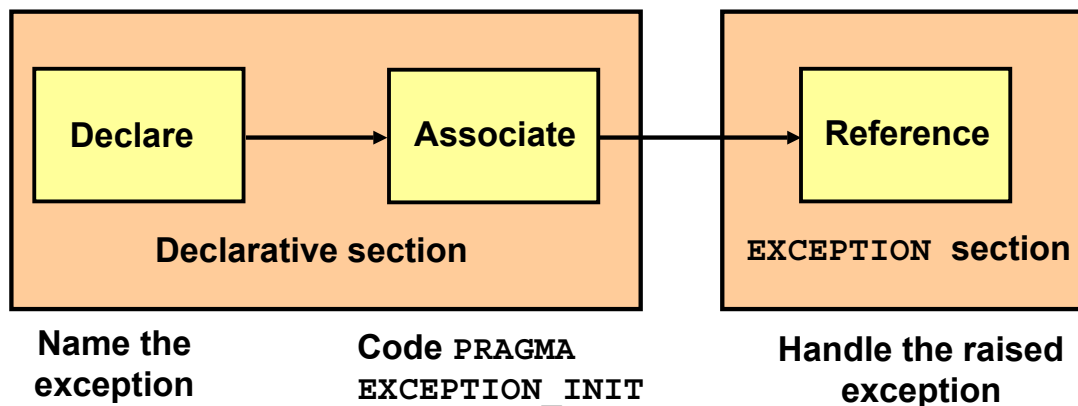 Declare
Associate
Reference
Declarative section
EXCEPTION section
Name the
exception
Code PRAGMA
EXCEPTION_INIT
Handle the raised
exception